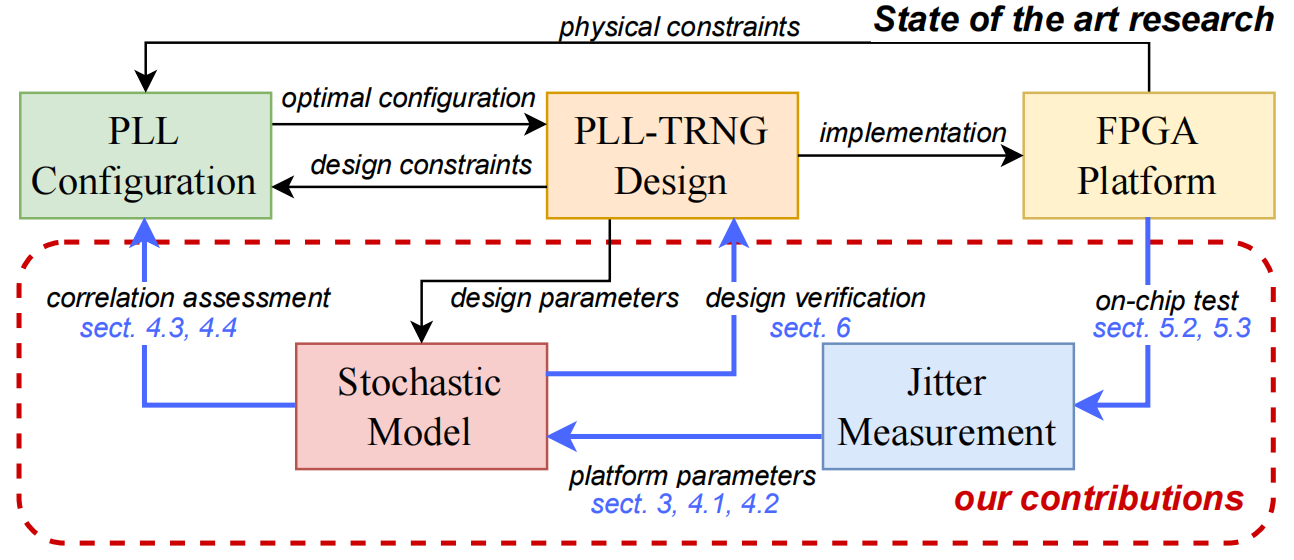 State of the art research
physical constraints
PLL
Configuration
optimal configuration
design constraints
PLL-TRNG
Design
implementation
FPGA
Platform
correlation assessment
sect. 4.3, 4.4
design parameters
design verification
sect. 6
on-chip test
sect. 5.2, 5.3
Stochastic
Model
Jitter
Measurement
platform parameters
sect. 3, 4.1, 4.2
our contributions